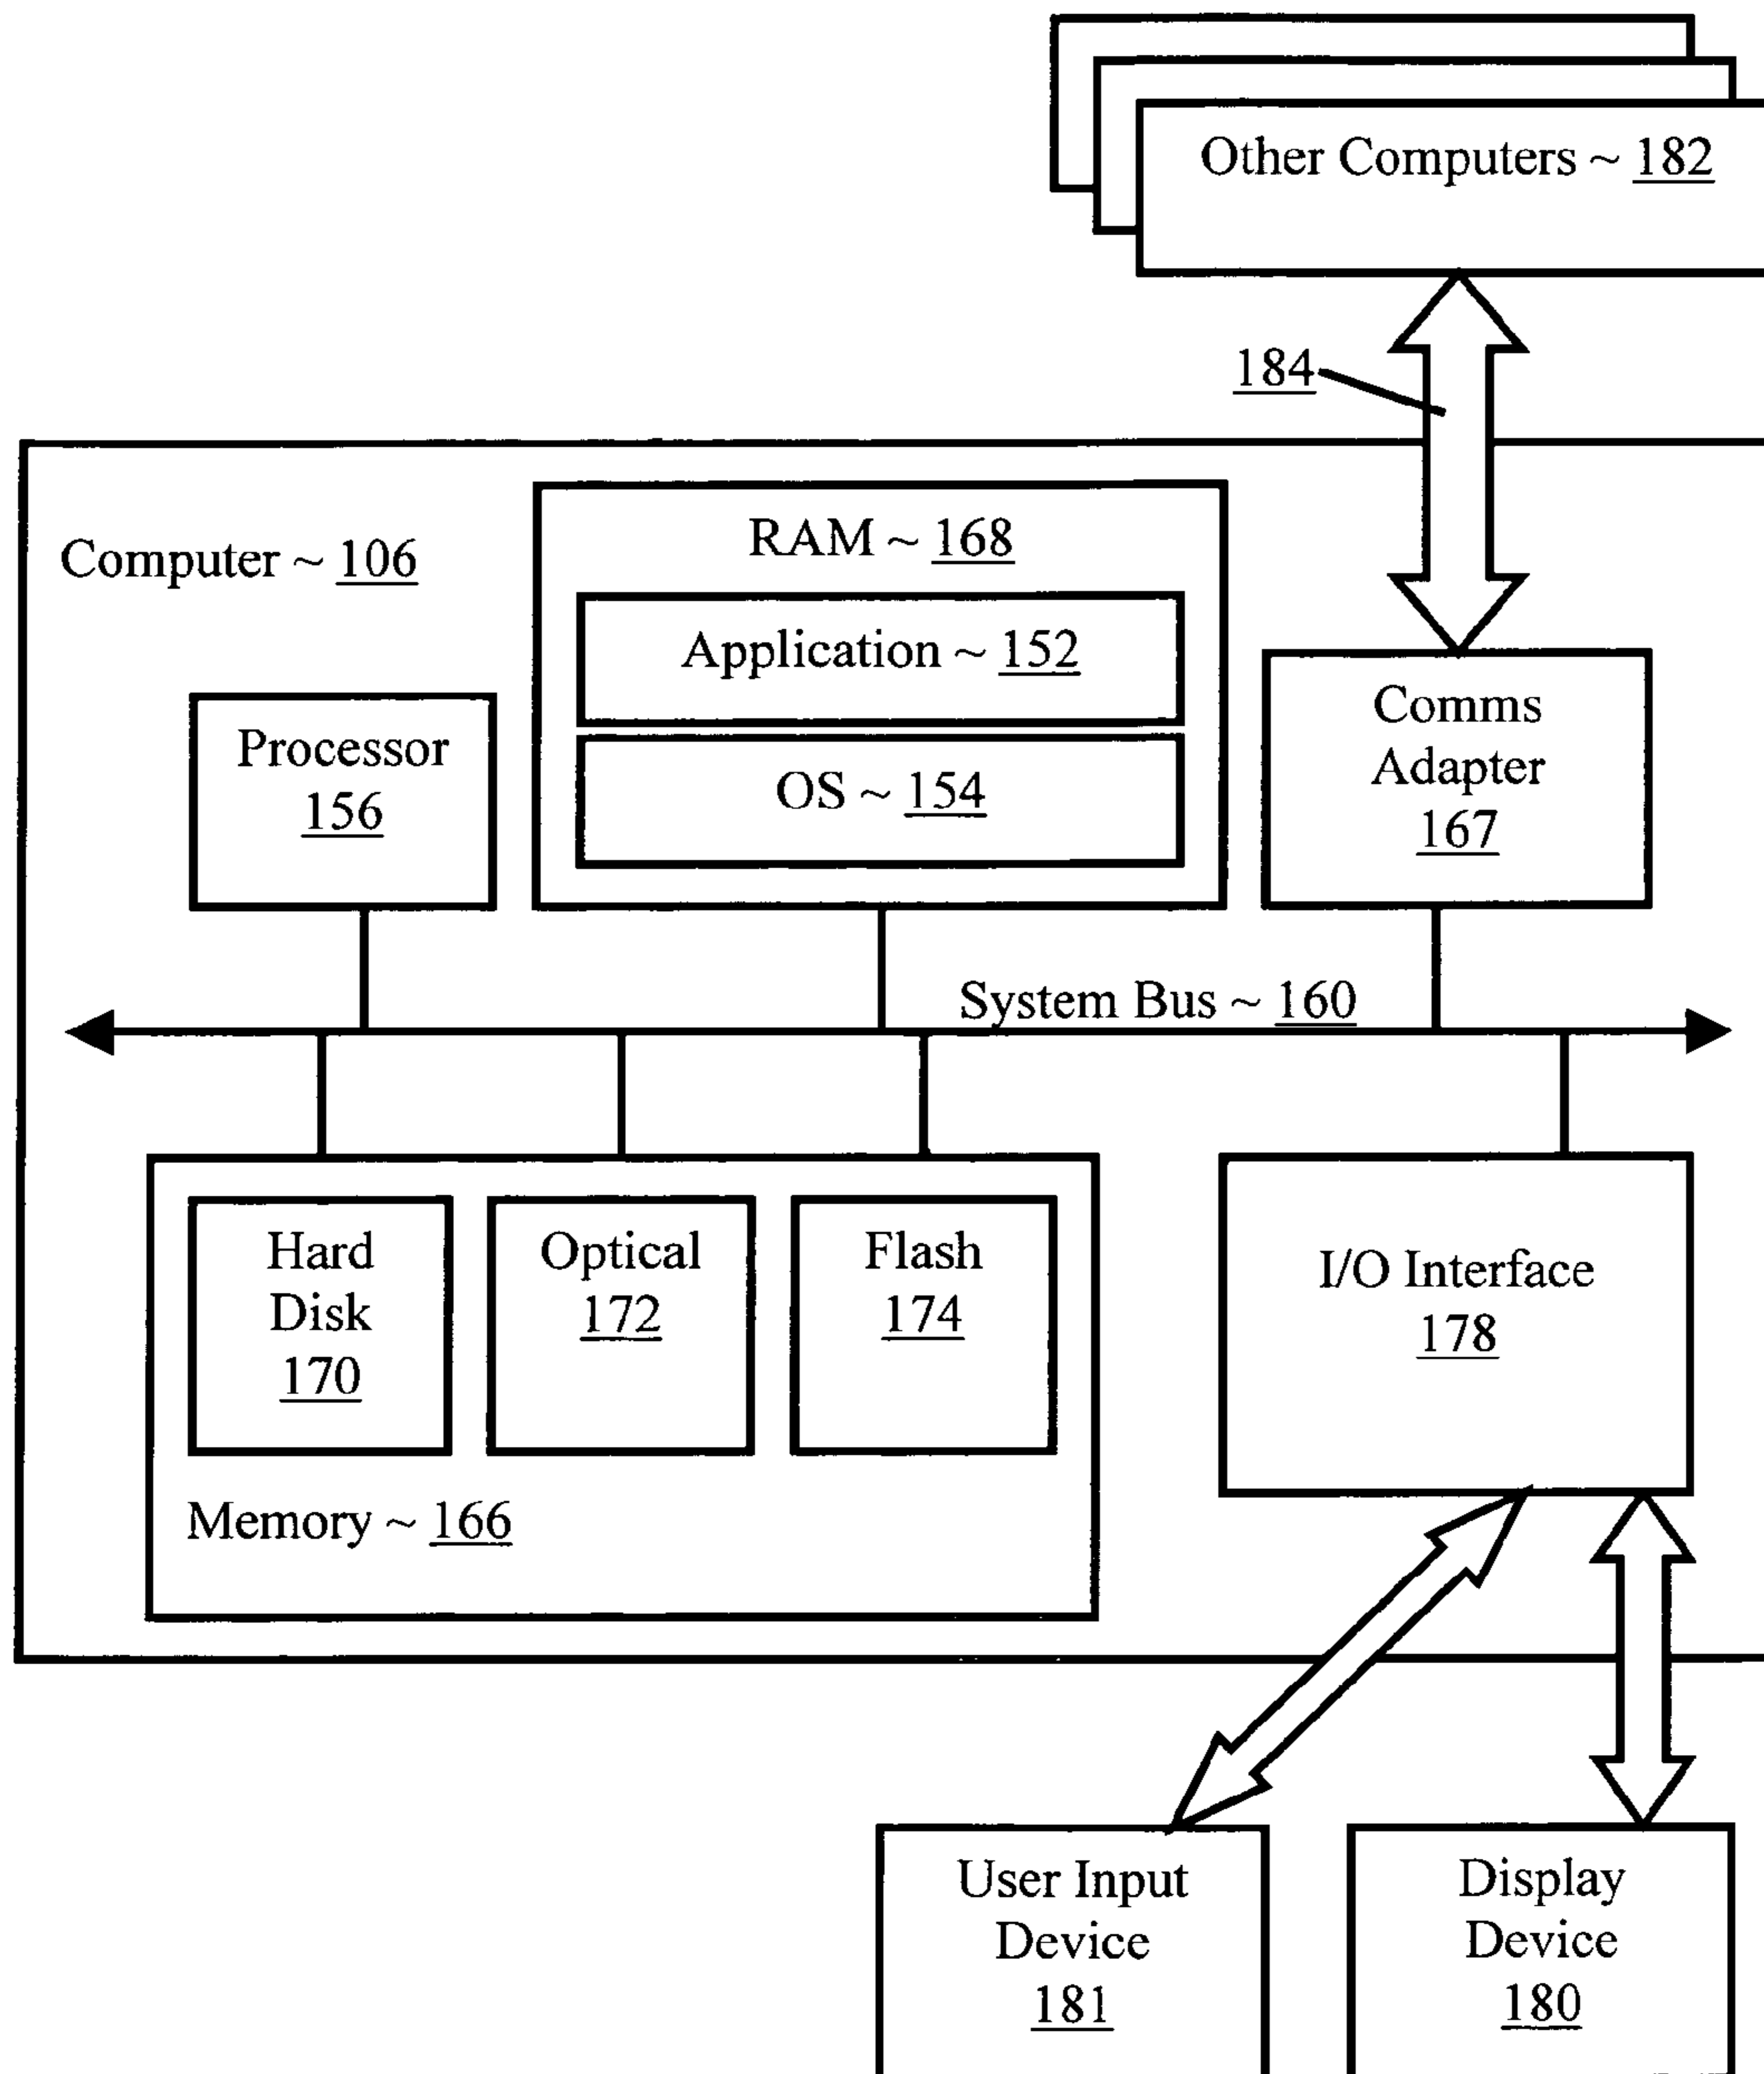 Other Computers ~ 182
184
Computer ~ 106
RAM ~ 168
Application ~ 152
OS ~ 154
Processor
156
Comms
Adapter
167
System Bus ~ 160
Hard
Disk
170
Optical
172
Flash
174
Memory ~ 166
I/O Interface
178
User Input
Device
181
Display
Device
180